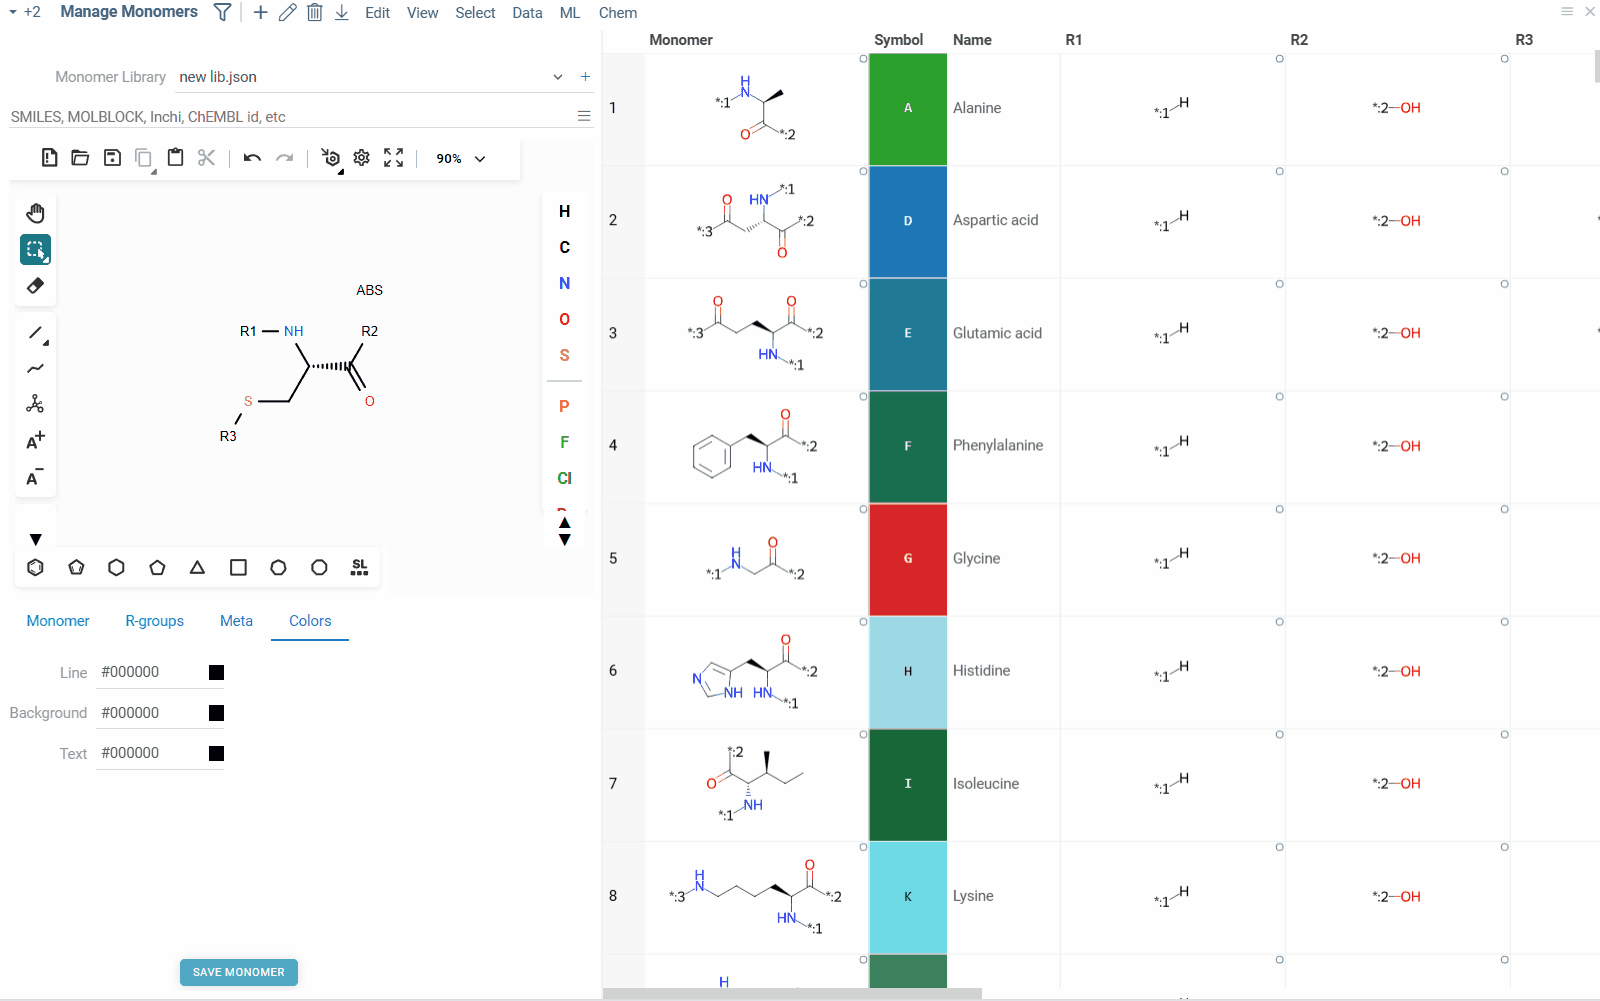 +2 Manage Monomers Edit View Select Data ML Chem
Monomer Library new lib.json
SMILES, MOLBLOCK, Inchi, ChEMBL id, etc
90%
H
C
N
O
S
P
F
Cl
ABS
R1 NH R2
S O
R3
A+
A-
SL
Monomer R-groups Meta Colors
Line #000000
Background #000000
Text #000000
SAVE MONOMER
Monomer Symbol Name R1 R2 R3
1 H N *:1 O *:2 A Alanine *:1 H *:2 OH
2 O HN *:1 *:3 *:2 O D Aspartic acid *:1 H *:2 OH
3 O O *:3 *:2 HN *:1 E Glutamic acid *:1 H *:2 OH
4 O *:2 HN *:1 F Phenylalanine *:1 H *:2 OH
5 H N O *:1 *:2 G Glycine *:1 H *:2 OH
6 O N *:2 NH HN *:1 H Histidine *:1 H *:2 OH
7 *:2 O NH *:1 I Isoleucine *:1 H *:2 OH
8 H N O *:3 *:2 HN *:1 K Lysine *:1 H *:2 OH
H